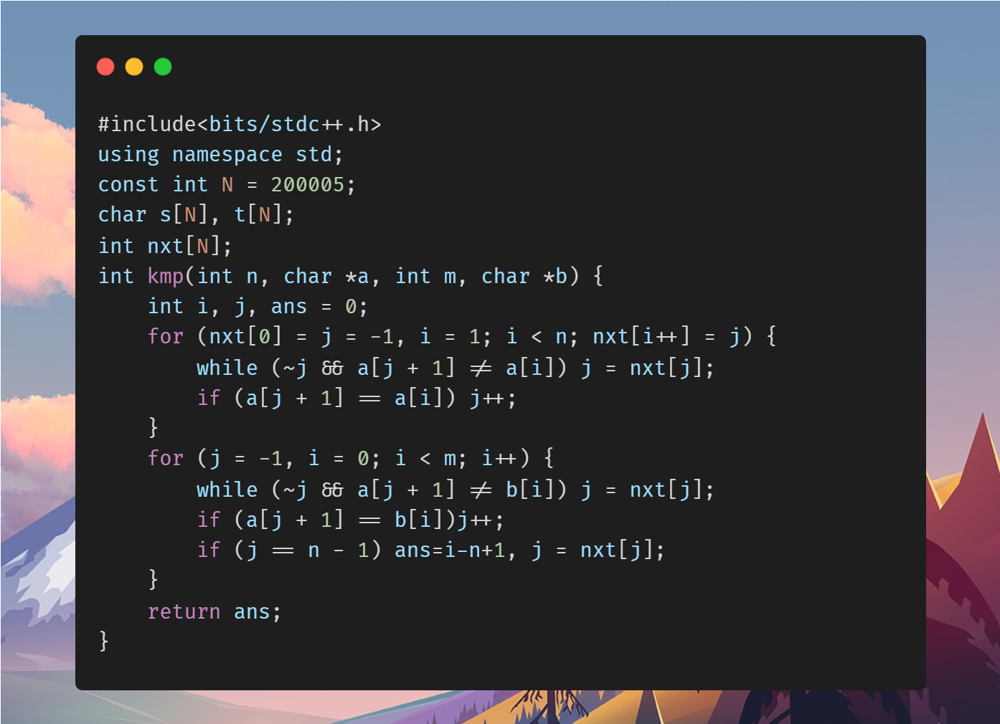 #include<bits/stdc++.h>
using namespace std;
const int N = 200005;
char s[N], t[N];
int nxt[N];
int kmp(int n, char *a, int m, char *b) {
    int i, j, ans = 0;
    for (nxt[0] = j = -1, i = 1; i < n; nxt[i++] = j) {
        while (~j && a[j + 1] != a[i]) j = nxt[j];
        if (a[j + 1] == a[i]) j++;
    }
    for (j = -1, i = 0; i < m; i++) {
        while (~j && a[j + 1] != b[i]) j = nxt[j];
        if (a[j + 1] == b[i])j++;
        if (j == n - 1) ans=i-n+1, j = nxt[j];
    }
    return ans;
}